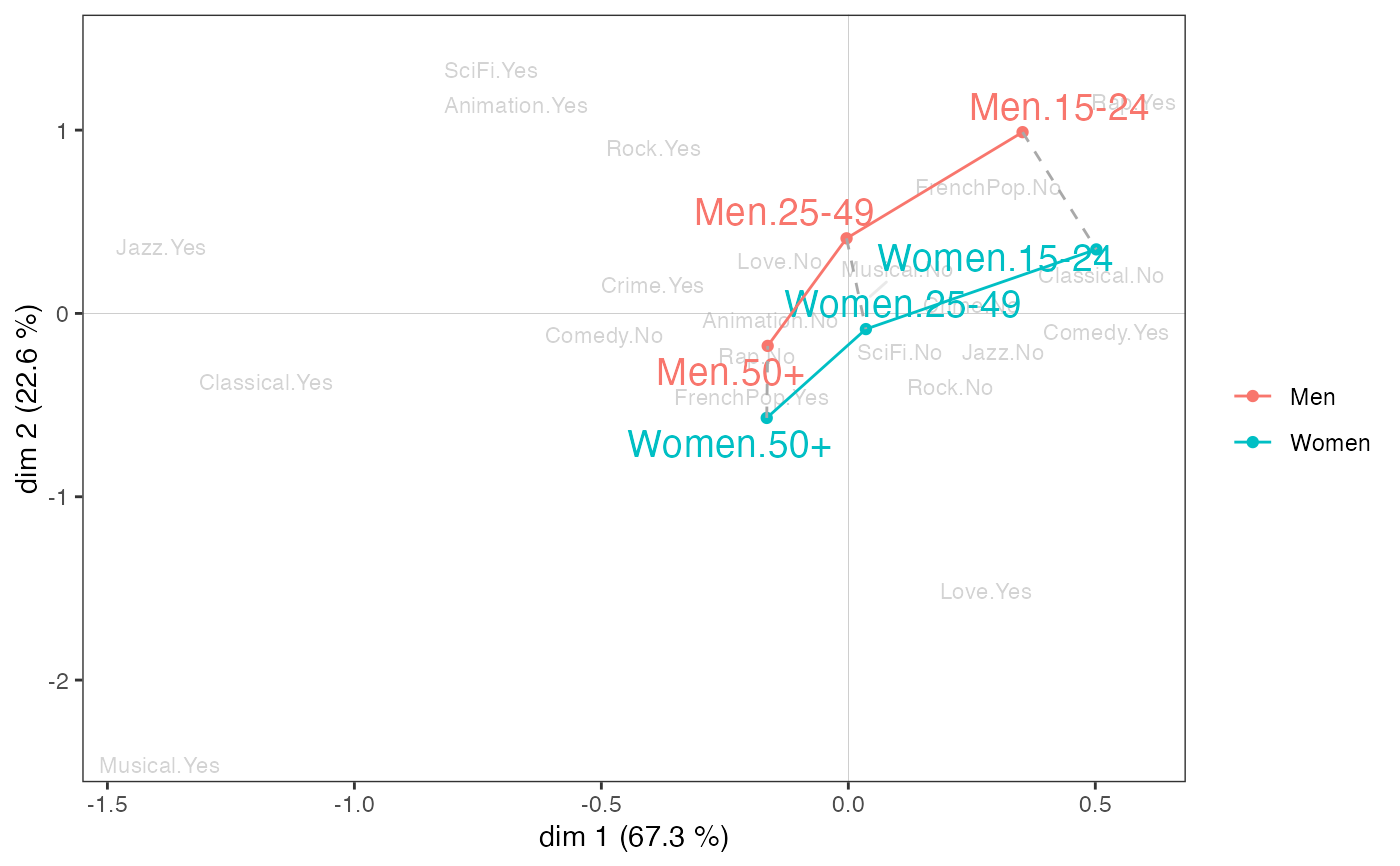 SciFi.Yes
Animation.Yes
Men.15-24
Rap.Yes
Rock.Yes
FrenchPop.No
Men.25-49
Jazz.Yes
Love.No
Women.15-24
Musical.No
Classical.No
Crime.Yes
Women.25-49
Crime.No
Animation.No
Comedy.No
Comedy.Yes
Rap.No
SciFi.No
Jazz.No
Men.50+
Classical.Yes
Rock.No
FrenchPop.Yes
Women.50+
Love.Yes
Musical.Yes
1
0
-1
-2
-1.5
-1.0
-0.5
0.0
0.5
dim 1 (67.3 %)
dim 2 (22.6 %)
Men
Women